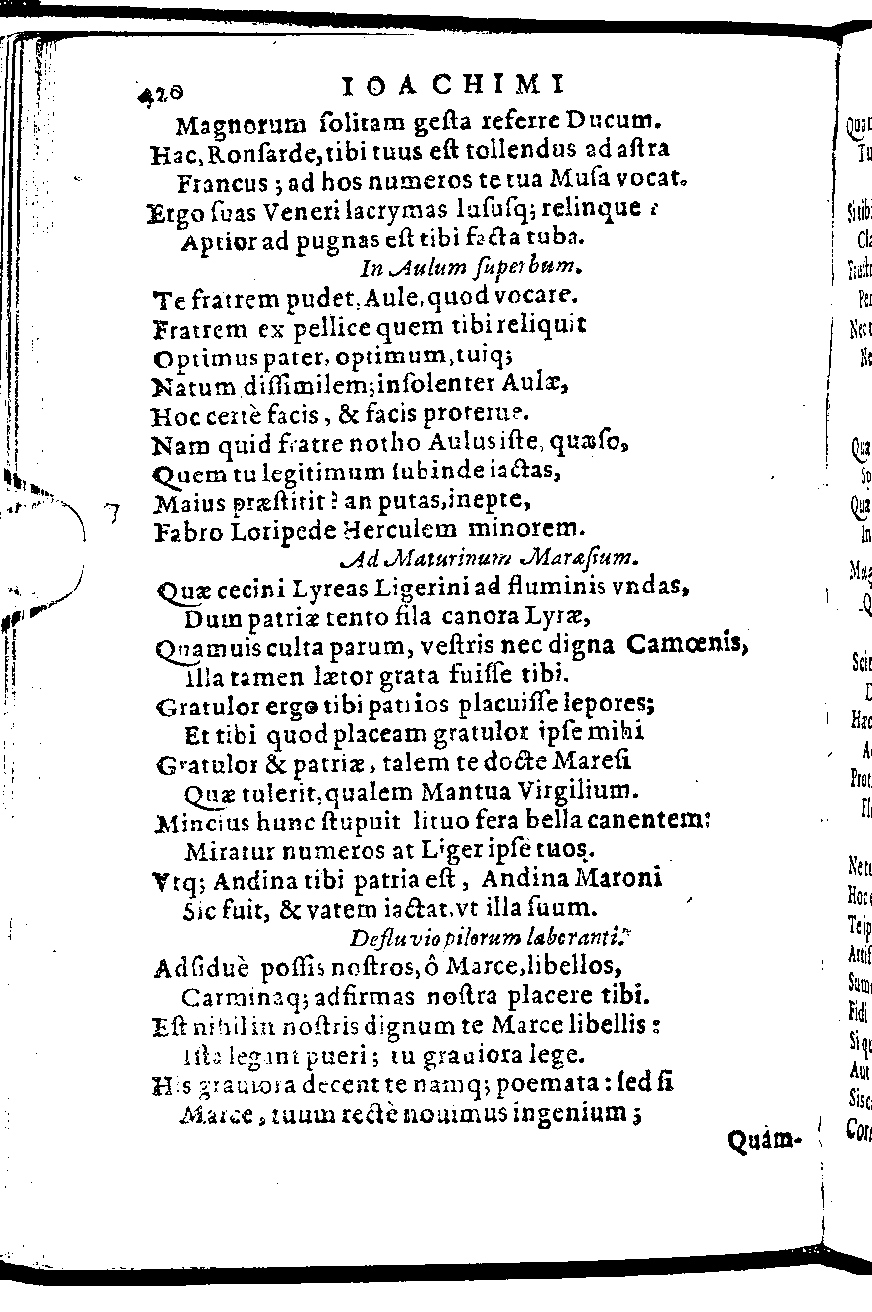 420 IOACHIMI
Magnorum ſolitam geſta referre Ducum.
Hac, Ronſarde, tibi tuus eſt tollendus ad aſtra
Francus ; ad hos numeros te tua Muſa vocat.
Ergo ſuas Veneri lacrymas luſuſq; relinque :
Aptior ad pugnas eſt tibi facta tuba.
In Aulum ſuperbum.
Te fratrem pudet, Aule, quod vocare.
Fratrem ex pellice quem tibi reliquit
Optimus pater, optimum, tuiq;
Natum diſſimilem; inſolenter Aulæ,
Hoc certè facis, & facis proterue.
Nam quid fratre notho Aulus iſte, quæſo,
Quem tu legitimum ſubinde iactas,
Maius præſtitit ? an putas, inepte,
Fabro Loripede Herculem minorem.
Ad Maturinum Maraſium.
Quæ cecini Lyreas Ligerini ad fluminis vndas,
Dum patriæ tento fila canora Lyræ,
Quamuis culta parum, veſtris nec digna Camœnis,
Illa tamen lætor grata fuiſſe tibi.
Gratulor ergo tibi patrios placuiſſe lepores;
Et tibi quod placeam gratulor ipſe mihi
Gratulor & patriæ, talem te docte Mareſi
Quæ tulerit, qualem Mantua Virgilium.
Mincius hunc ſtupuit lituo fera bella canentem:
Miratur numeros at Liger ipſe tuos.
Vtq; Andina tibi patria eſt, Andina Maroni
Sic fuit, & vatem iactat vt illa ſuum.
Defluvio pilorum laboranti.
Adſiduè poſſis noſtros, ô Marce, libellos,
Carminaq; adfirmas noſtra placere tibi.
Eſt nihil in noſtris dignum te Marce libellis :
Iſta legant pueri ; tu grauiora lege.
His grauiora decent te namq; poemata : ſed ſi
Marce, tuum rectè nouimus ingenium ;
Quám-